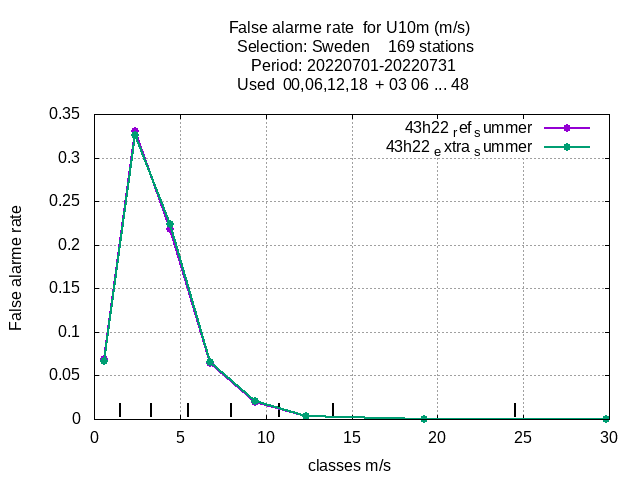 False alarme rate  for U10m (m/s)
Selection: Sweden    169 stations
Period: 20220701-20220731
Used  00,06,12,18  + 03 06 ... 48
43h22 ref summer
43h22 extra summer
False alarme rate
0.35
0.3
0.25
0.2
0.15
0.1
0.05
0
0 5 10 15 20 25 30
classes m/s